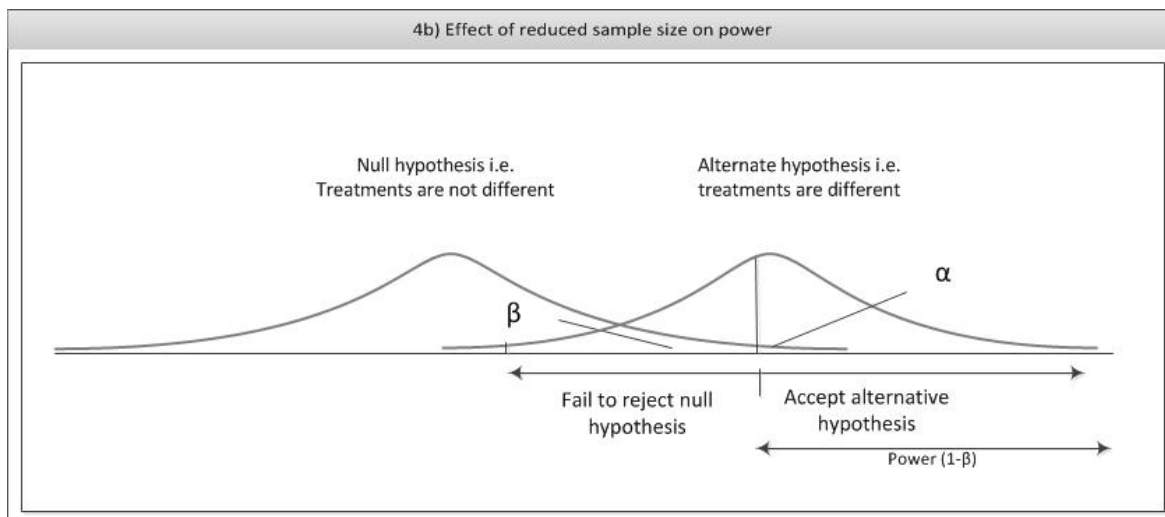 4b) Effect of reduced sample size on power
Null hypothesis i.e.
Treatments are not different
Alternate hypothesis i.e.
treatments are different
α
β
Fail to reject null
hypothesis
Accept alternative
hypothesis
Power (1-β)